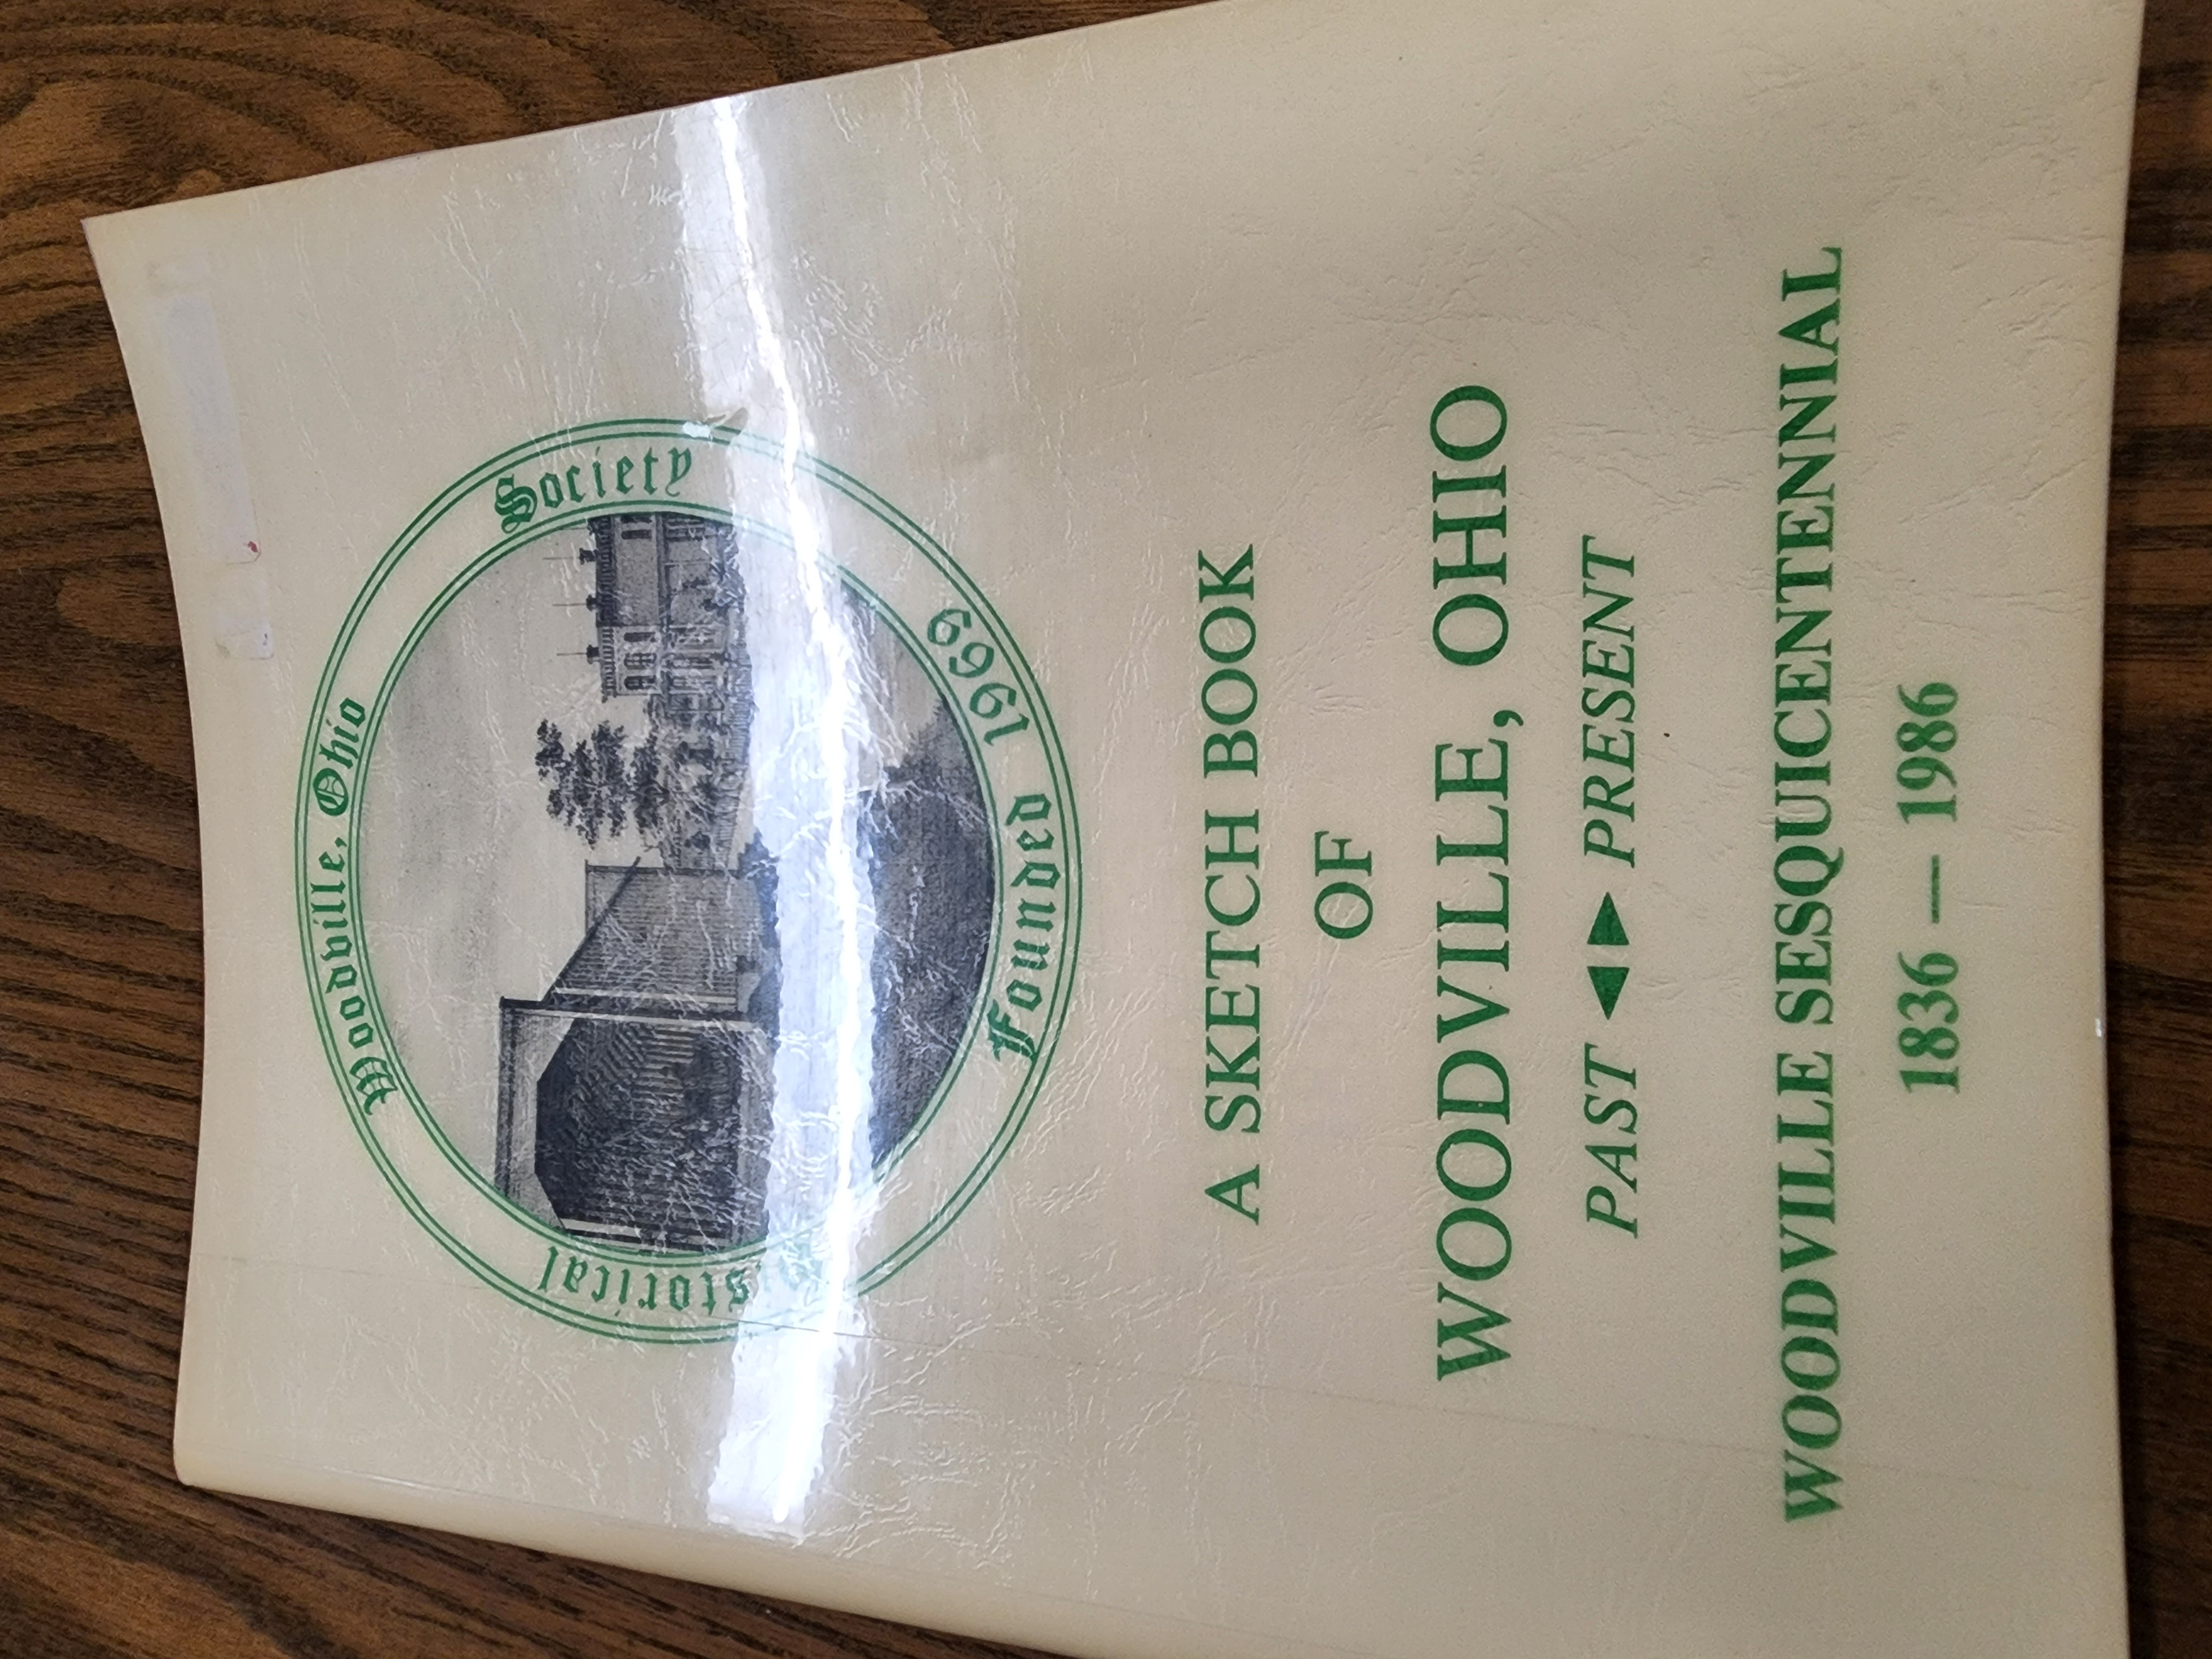 Woodville, Ohio
Historical
Society
Founded 1969
A SKETCH BOOK
OF
WOODVILLE, OHIO
PAST ◄► PRESENT
WOODVILLE SESQUICENTENNIAL
1836 — 1986